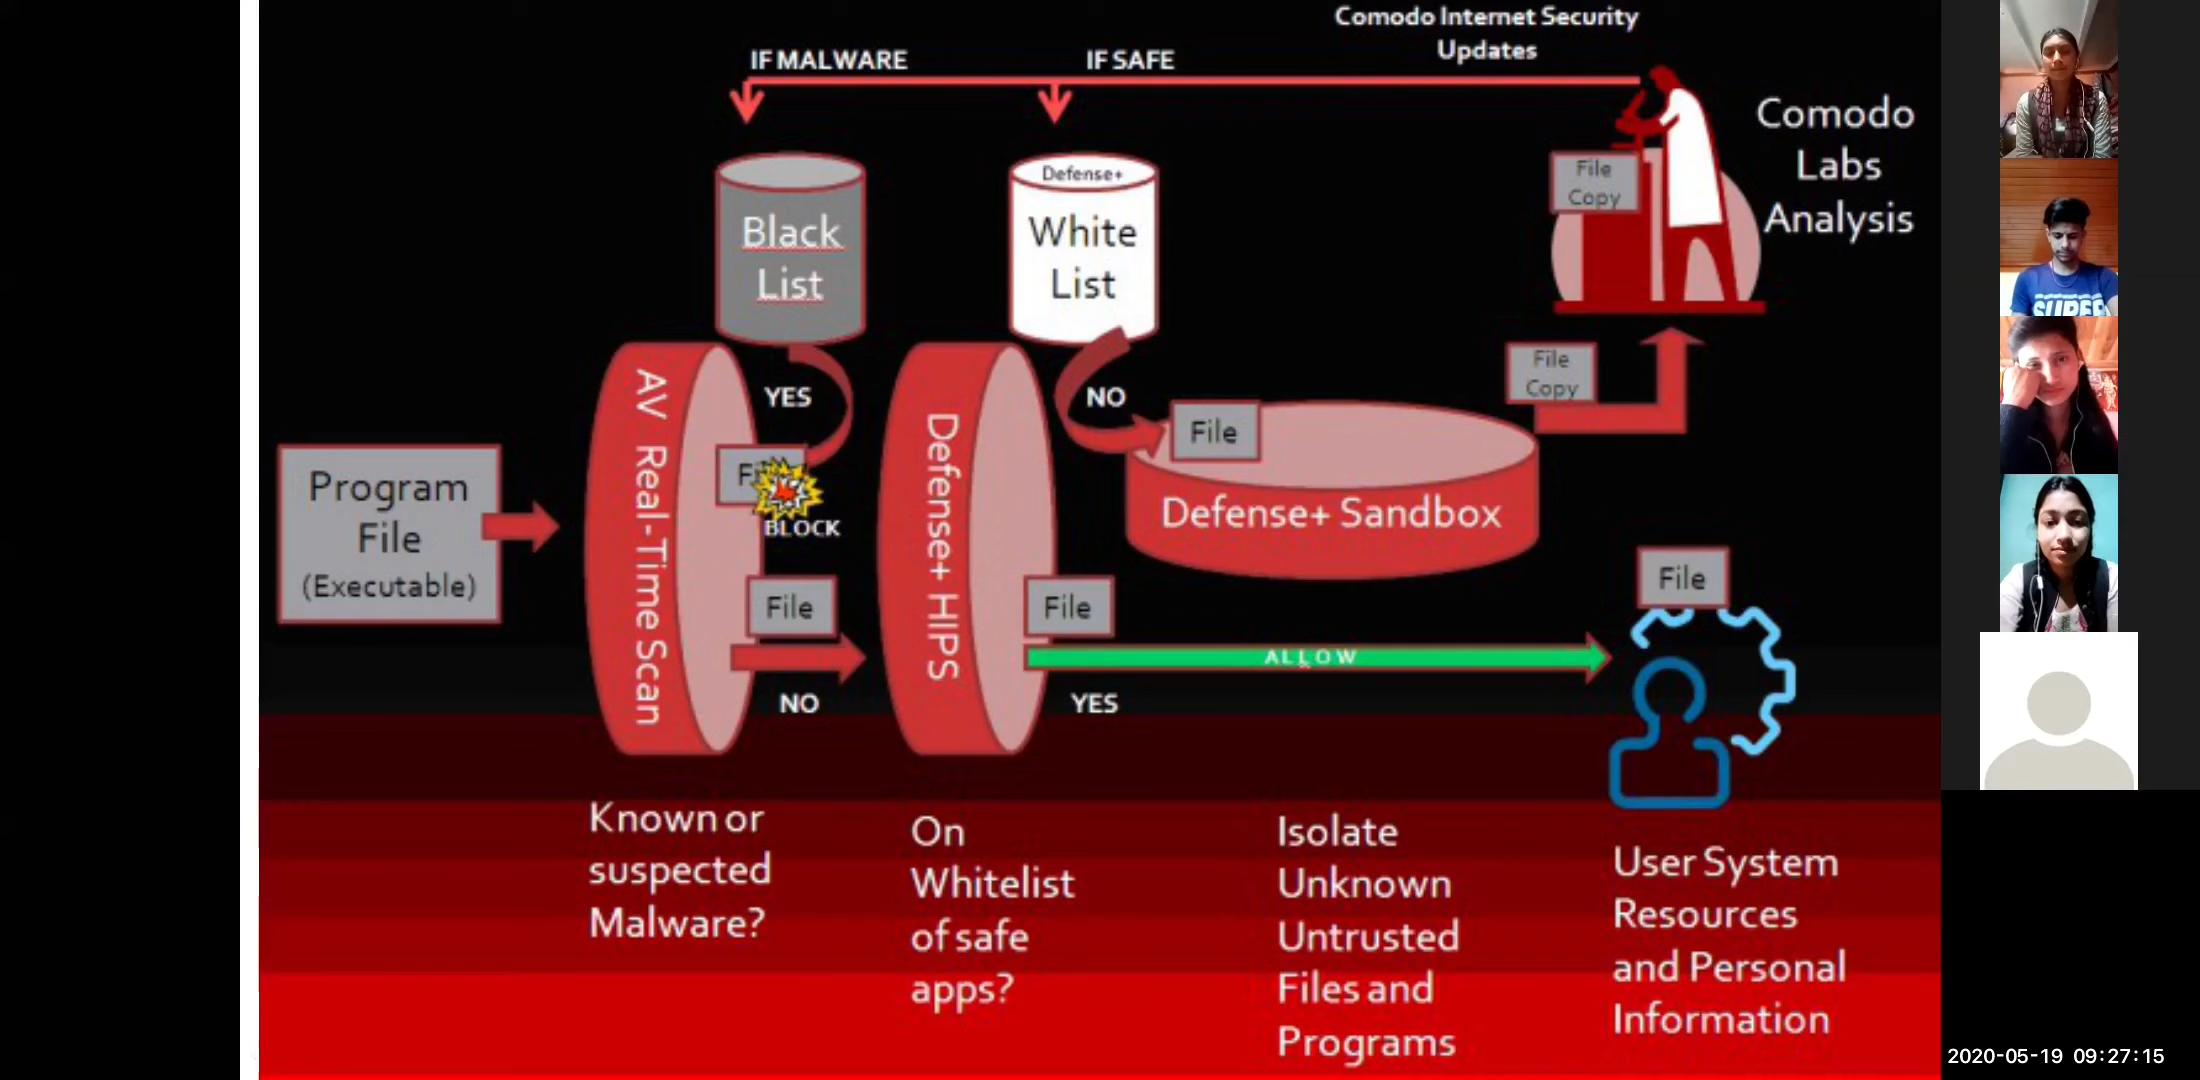 Comodo Internet Security
Updates
IF MALWARE
IF SAFE
Comodo
Labs
Analysis
File
Copy
Defense+
Black
List
White
List
File
Copy
YES
NO
File
AV Real-Time Scan
Defense+ HIPS
Program
File
(Executable)
BLOCK
Defense+ Sandbox
File
File
File
ALLOW
NO
YES
Known or
suspected
Malware?
On
Whitelist
of safe
apps?
Isolate
Unknown
Untrusted
Files and
Programs
User System
Resources
and Personal
Information
SUPER
2020-05-19 09:27:15